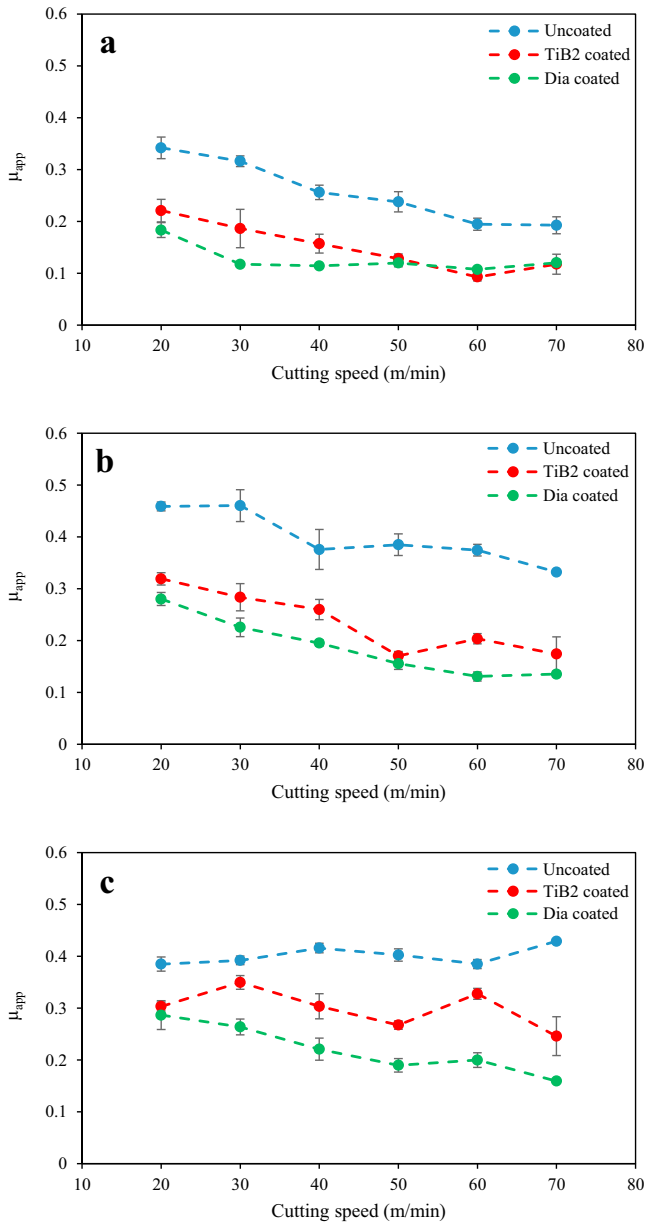 0.6
a
Uncoated
TiB2 coated
Dia coated
0.5
0.4
0.3
0.2
0.1
0
μapp
10 20 30 40 50 60 70 80
Cutting speed (m/min)
0.6
b
Uncoated
TiB2 coated
Dia coated
0.5
0.4
0.3
0.2
0.1
0
μapp
10 20 30 40 50 60 70 80
Cutting speed (m/min)
0.6
c
Uncoated
TiB2 coated
Dia coated
0.5
0.4
0.3
0.2
0.1
0
μapp
10 20 30 40 50 60 70 80
Cutting speed (m/min)